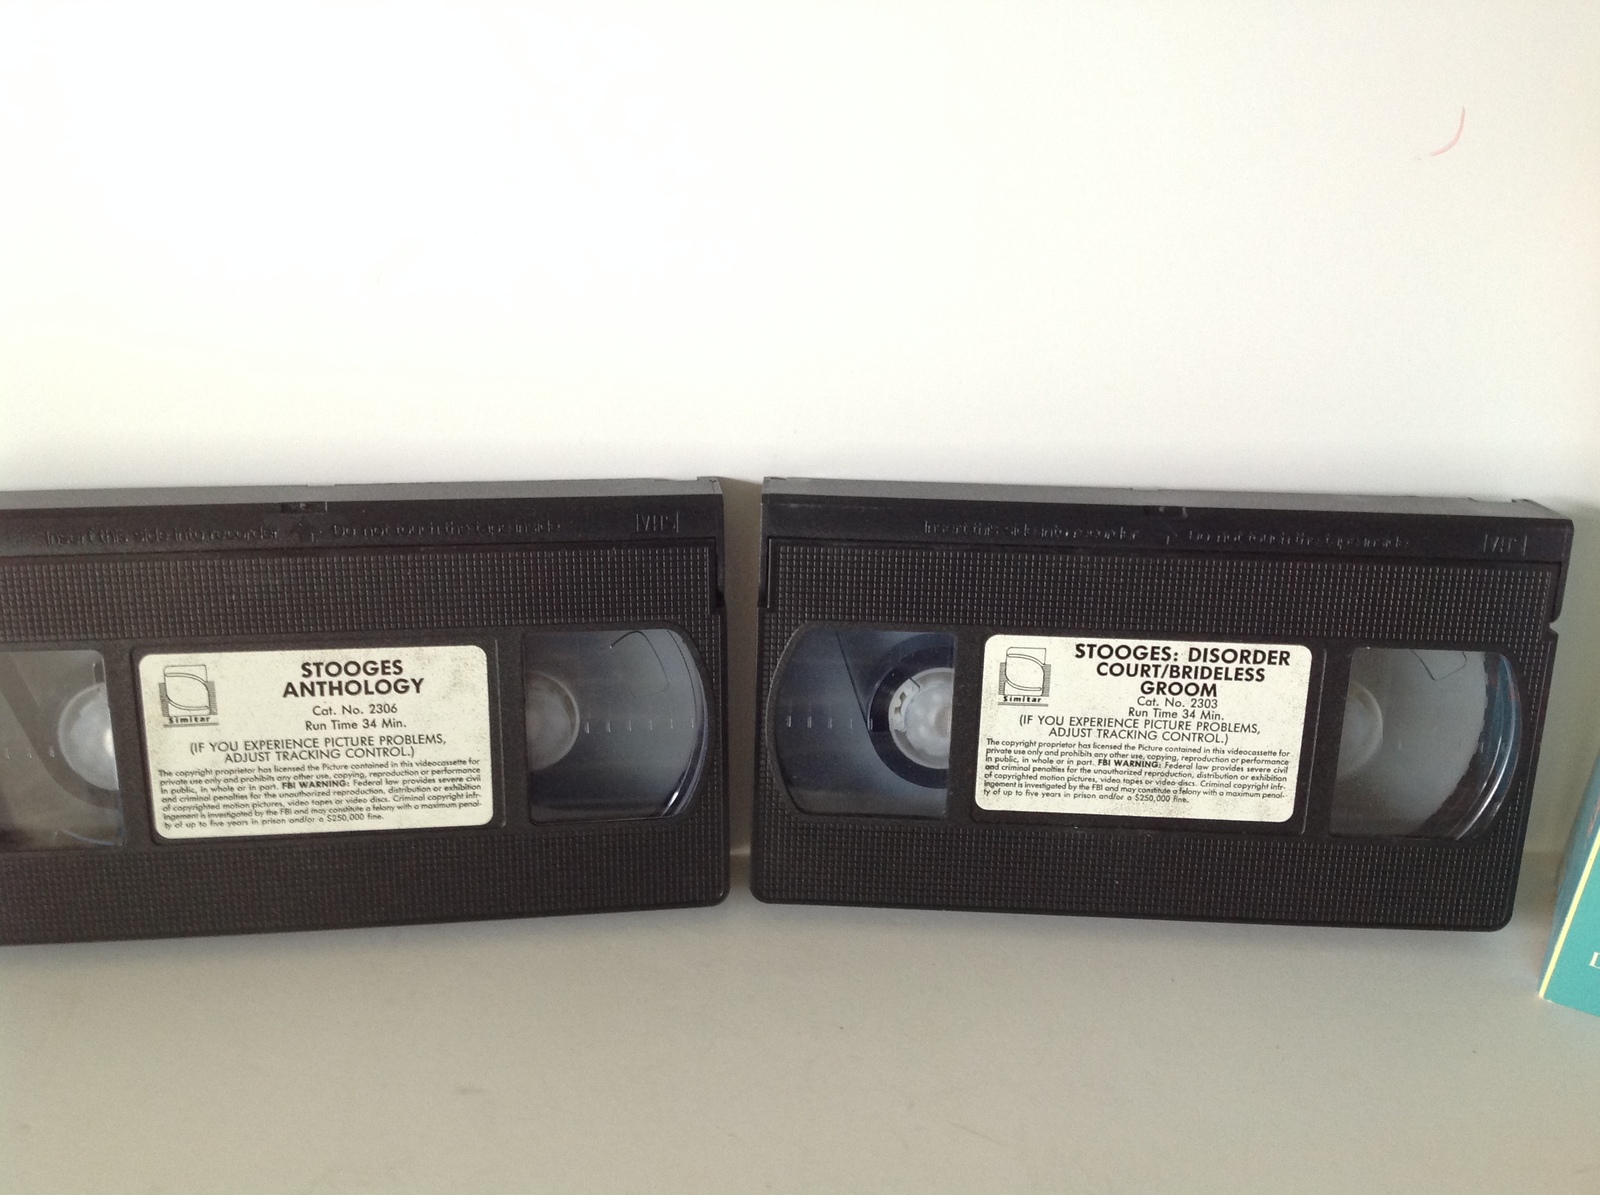 Insert this side into recorder ↑ Do not touch the tape inside VHS
Simitar
STOOGES
ANTHOLOGY
Cat. No. 2306
Run Time 34 Min.
(IF YOU EXPERIENCE PICTURE PROBLEMS,
ADJUST TRACKING CONTROL.)
The copyright proprietor has licensed the Picture contained in this videocassette for
private use only and prohibits any other use, copying, reproduction or performance
in public, in whole or in part. FBI WARNING: Federal law provides severe civil
and criminal penalties for the unauthorized reproduction, distribution or exhibition
of copyrighted motion pictures, video tapes or video discs. Criminal copyright infr-
ingement is investigated by the FBI and may constitute a felony with a maximum penal-
ty of up to five years in prison and/or a $250,000 fine.
Insert this side into recorder ↑ Do not touch the tape inside VHS
Simitar
STOOGES: DISORDER
COURT/BRIDELESS
GROOM
Cat. No. 2303
Run Time 34 Min.
(IF YOU EXPERIENCE PICTURE PROBLEMS,
ADJUST TRACKING CONTROL.)
The copyright proprietor has licensed the Picture contained in this videocassette for
private use only and prohibits any other use, copying, reproduction or performance
in public, in whole or in part. FBI WARNING: Federal law provides severe civil
and criminal penalties for the unauthorized reproduction, distribution or exhibition
of copyrighted motion pictures, video tapes or video discs. Criminal copyright infr-
ingement is investigated by the FBI and may constitute a felony with a maximum penal-
ty of up to five years in prison and/or a $250,000 fine.